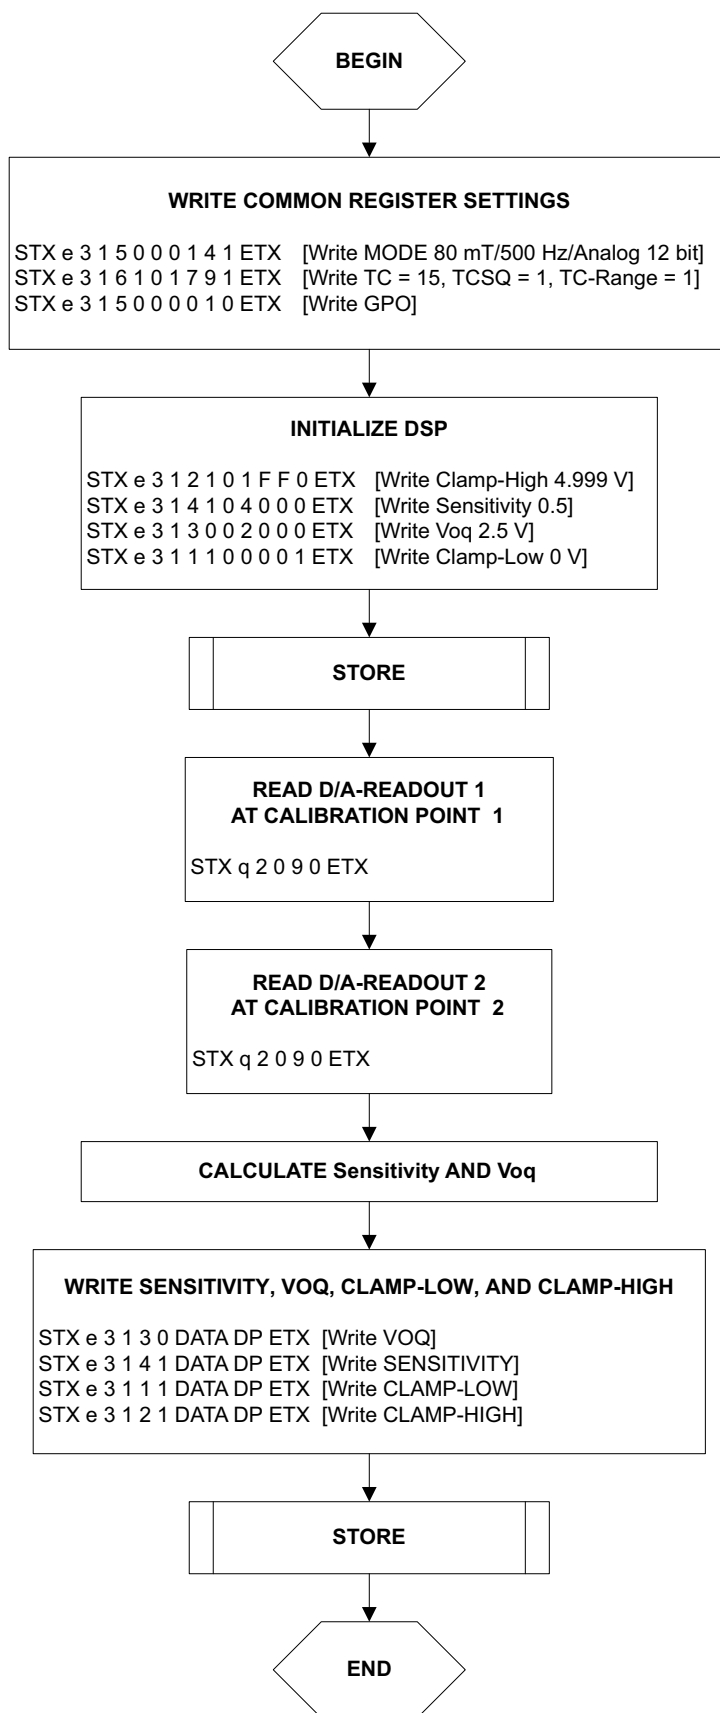 BEGIN
WRITE COMMON REGISTER SETTINGS
STX e 3 1 5 0 0 0 1 4 1 ETX [Write MODE 80 mT/500 Hz/Analog 12 bit]
STX e 3 1 6 1 0 1 7 9 1 ETX [Write TC = 15, TCSQ = 1, TC-Range = 1]
STX e 3 1 5 0 0 0 0 1 0 ETX [Write GPO]
INITIALIZE DSP
STX e 3 1 2 1 0 1 F F 0 ETX [Write Clamp-High 4.999 V]
STX e 3 1 4 1 0 4 0 0 0 ETX [Write Sensitivity 0.5]
STX e 3 1 3 0 0 2 0 0 0 ETX [Write Voq 2.5 V]
STX e 3 1 1 1 0 0 0 0 1 ETX [Write Clamp-Low 0 V]
STORE
READ D/A-READOUT 1
AT CALIBRATION POINT 1
STX q 2 0 9 0 ETX
READ D/A-READOUT 2
AT CALIBRATION POINT 2
STX q 2 0 9 0 ETX
CALCULATE Sensitivity AND Voq
WRITE SENSITIVITY, VOQ, CLAMP-LOW, AND CLAMP-HIGH
STX e 3 1 3 0 DATA DP ETX [Write VOQ]
STX e 3 1 4 1 DATA DP ETX [Write SENSITIVITY]
STX e 3 1 1 1 DATA DP ETX [Write CLAMP-LOW]
STX e 3 1 2 1 DATA DP ETX [Write CLAMP-HIGH]
STORE
END